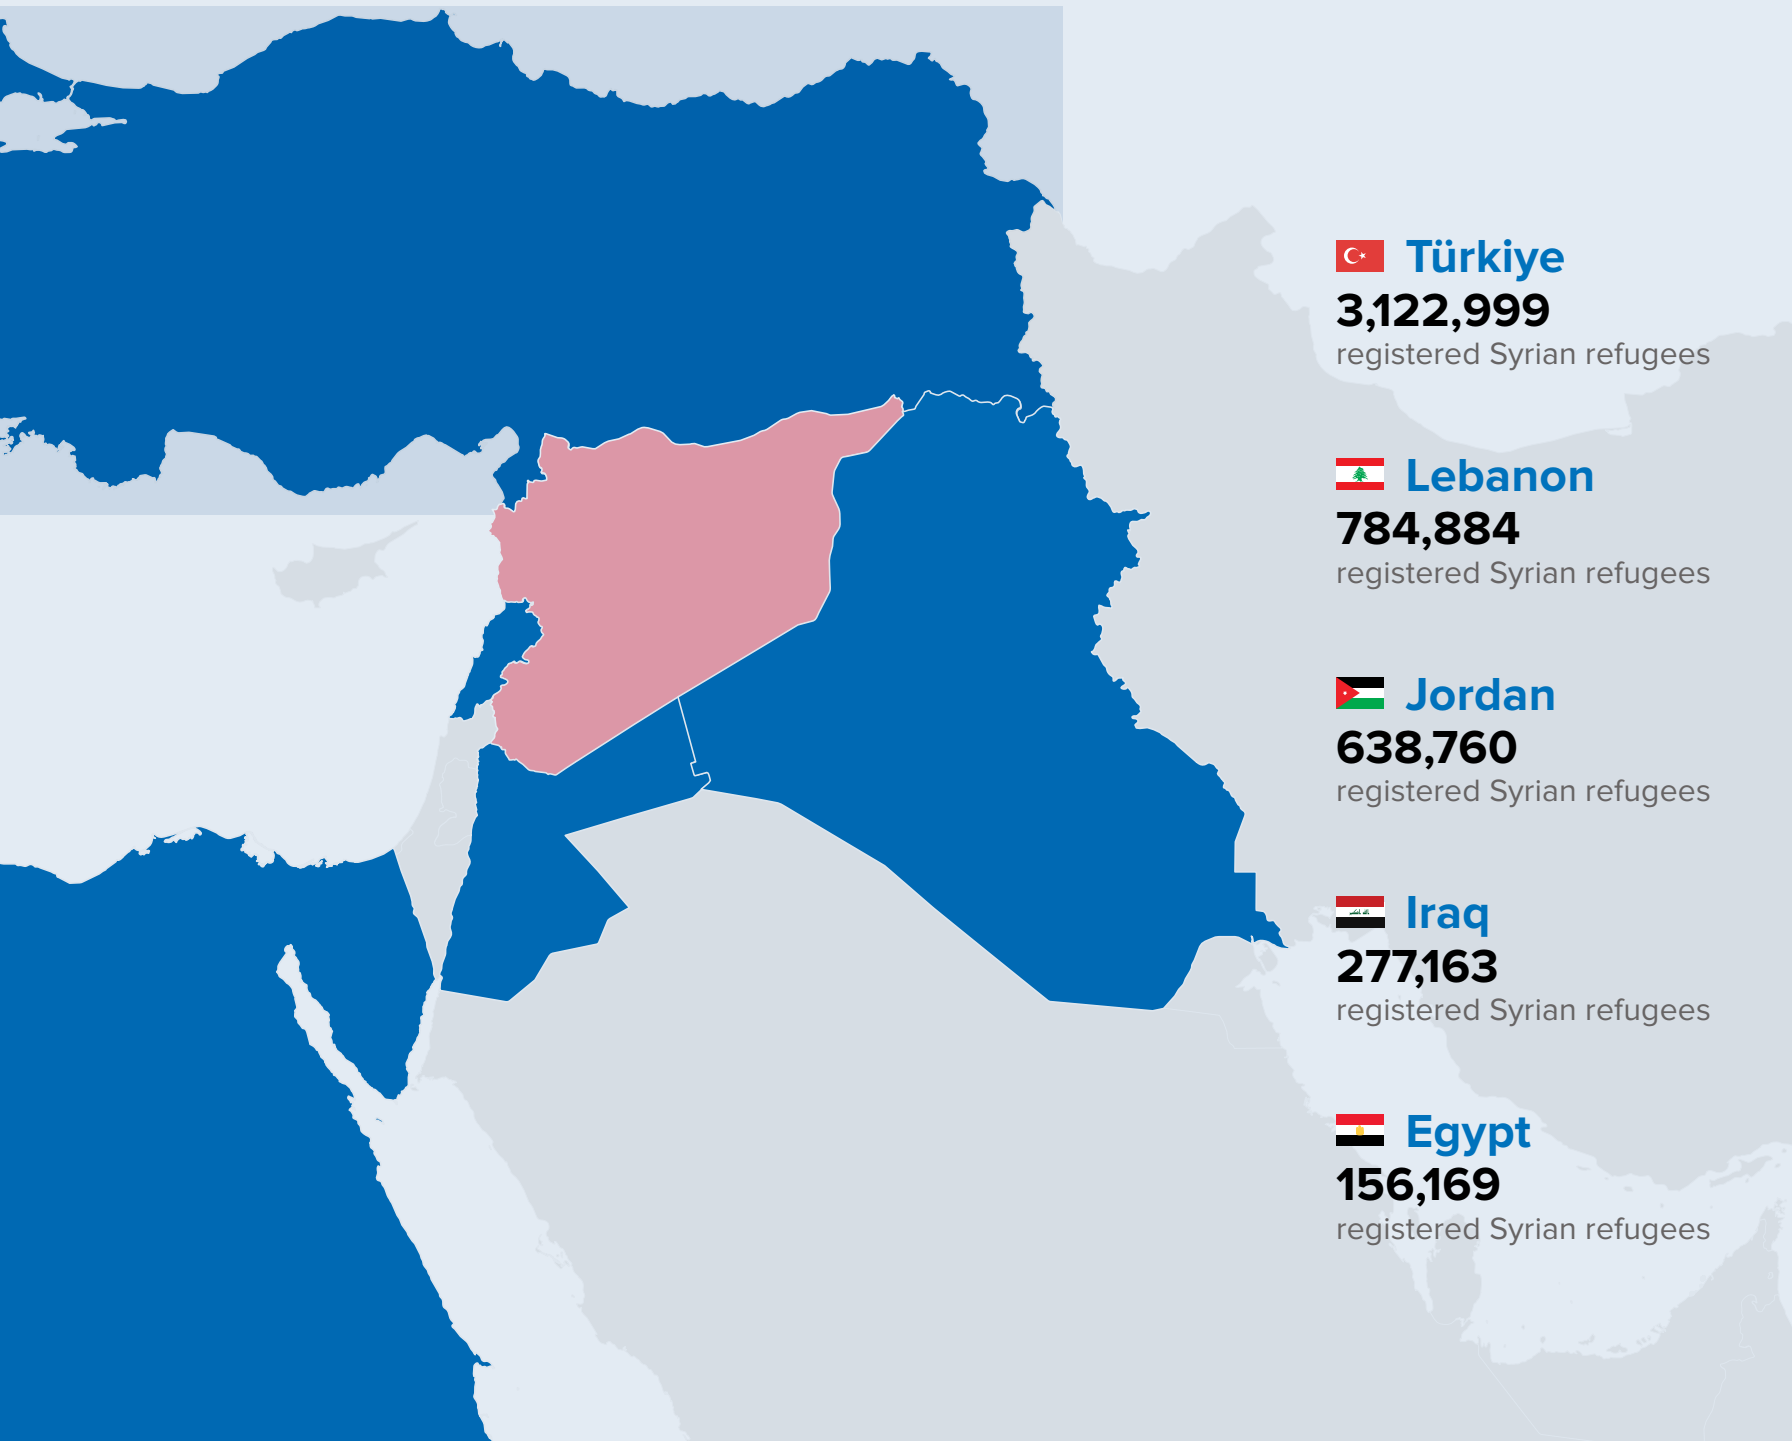 Türkiye
3,122,999
registered Syrian refugees
Lebanon
784,884
registered Syrian refugees
Jordan
638,760
registered Syrian refugees
Iraq
277,163
registered Syrian refugees
Egypt
156,169
registered Syrian refugees